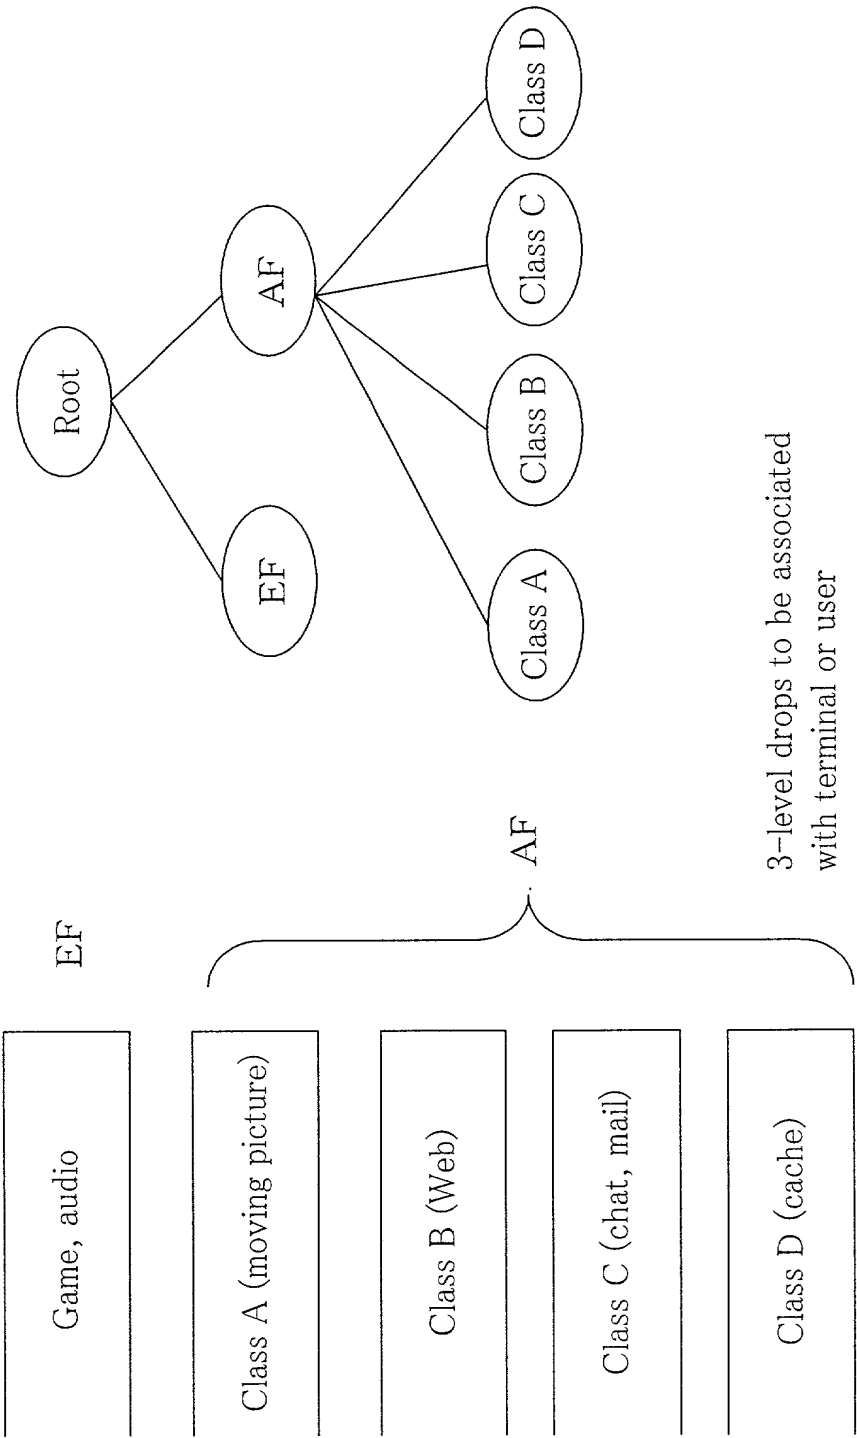 Game, audio
EF
Class A (moving picture)
Class B (Web)
Class C (chat, mail)
Class D (cache)
AF
3-level drops to be associated
with terminal or user
Root
EF
AF
Class A
Class B
Class C
Class D